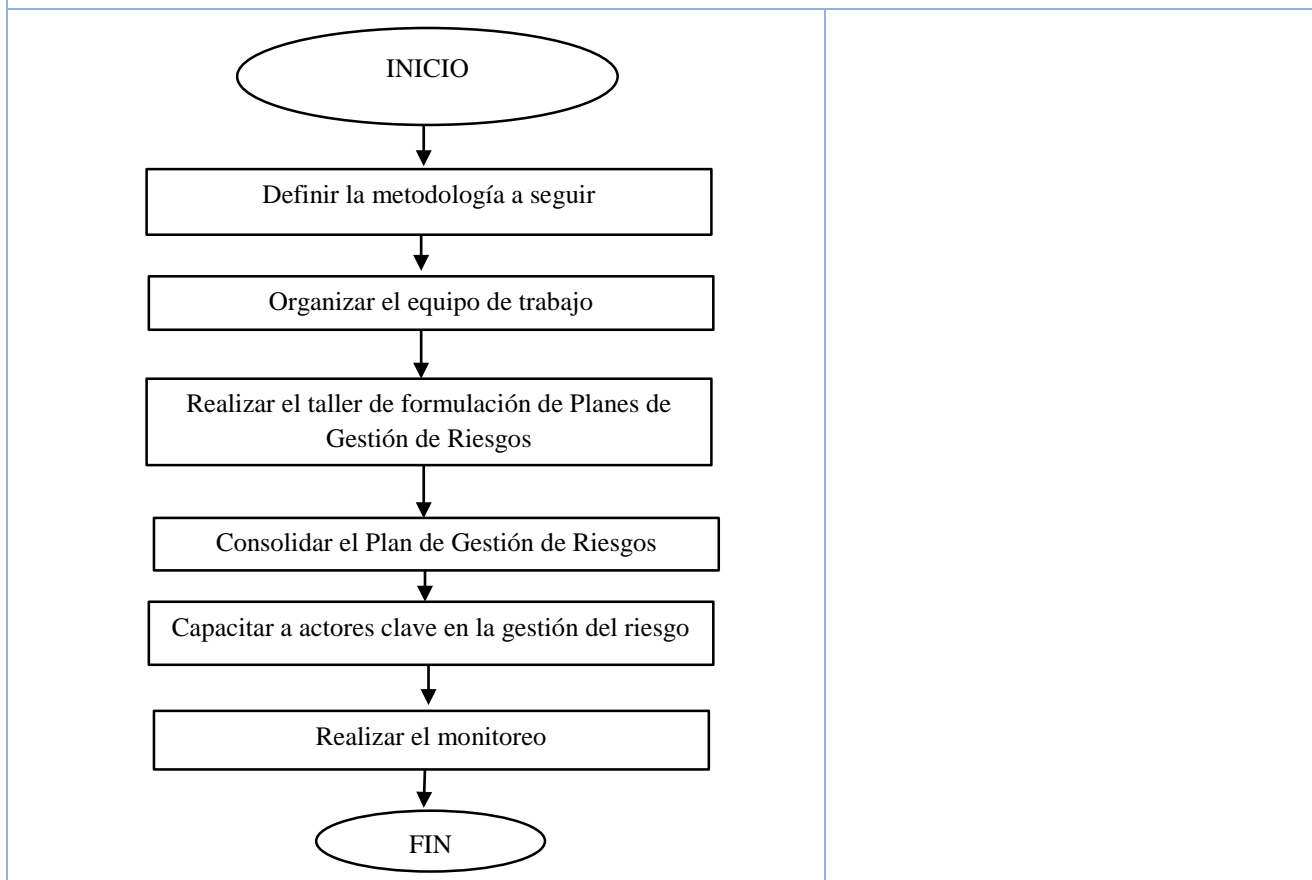 INICIO
Definir la metodología a seguir
Organizar el equipo de trabajo
Realizar el taller de formulación de Planes de
Gestión de Riesgos
Consolidar el Plan de Gestión de Riesgos
Capacitar a actores clave en la gestión del riesgo
Realizar el monitoreo
FIN